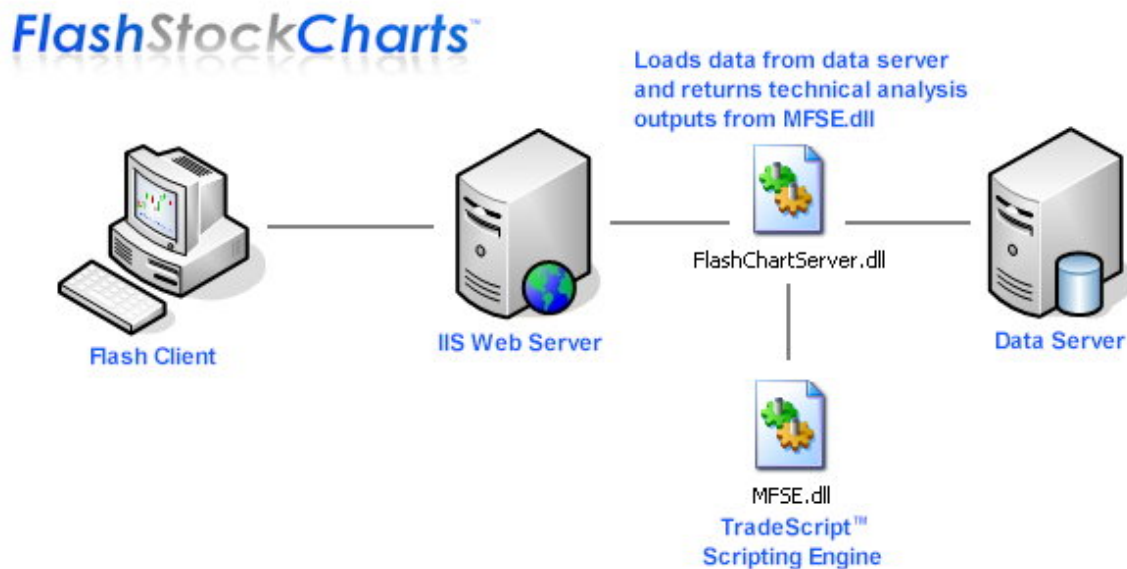 FlashStockCharts™
Loads data from data server
and returns technical analysis
outputs from MFSE.dll
FlashChartServer.dll
Flash Client
IIS Web Server
Data Server
MFSE.dll
TradeScript™
Scripting Engine